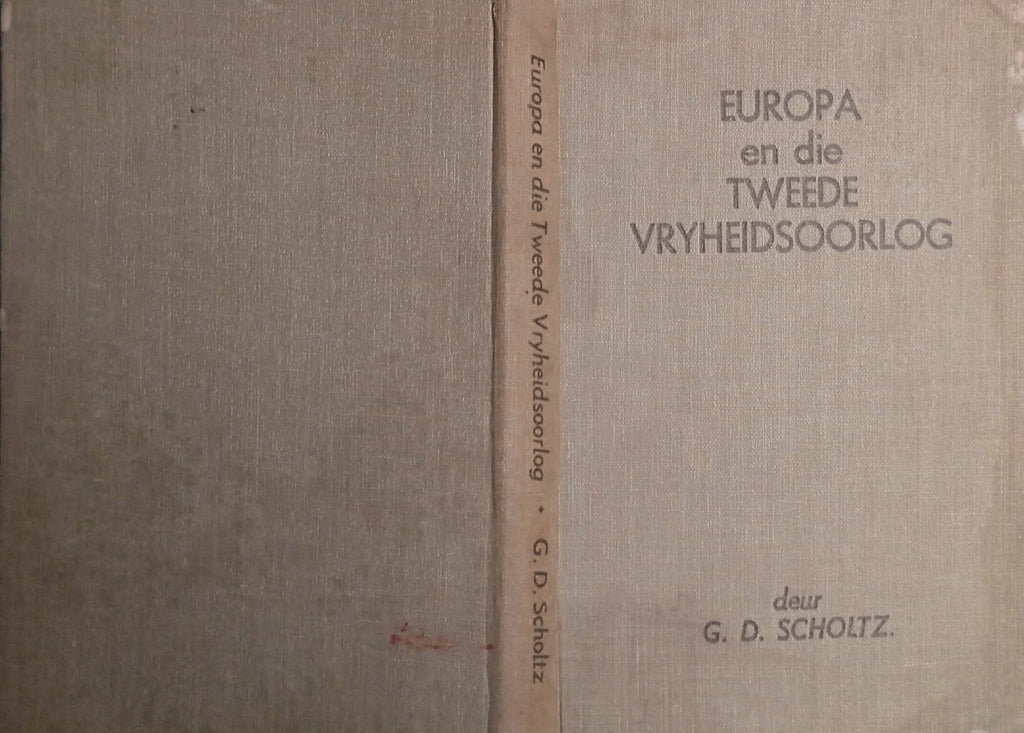 Europa en die Tweede Vryheidsoorlog • G. D. Scholtz
EUROPA
en die
TWEEDE
VRYHEIDSOORLOG
deur
G. D. SCHOLTZ.